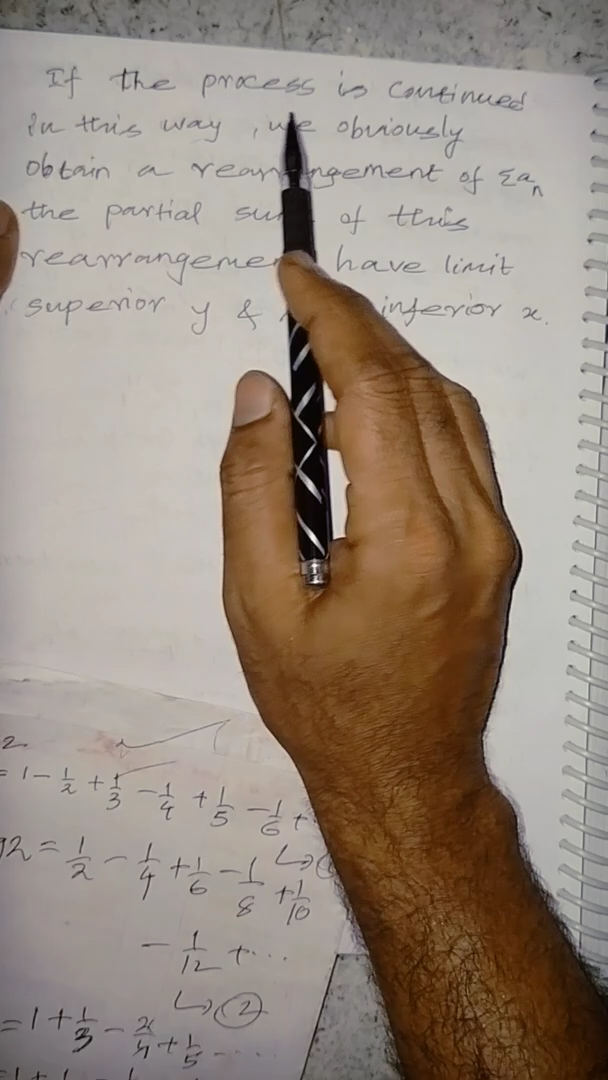 If the process is continued
in this way, we obviously
obtain a rearrangement of Σaₙ
the partial sum of this
rearrangement have limit
superior y & inferior x.
2
= 1 - 1/2 + 1/3 - 1/4 + 1/5 - 1/6 +
g2 = 1/2 - 1/4 + 1/6 - 1/8 + 1/10
- 1/12 + ...
↳ ②
= 1 + 1/3 - 2/4 + 1/5 - ....